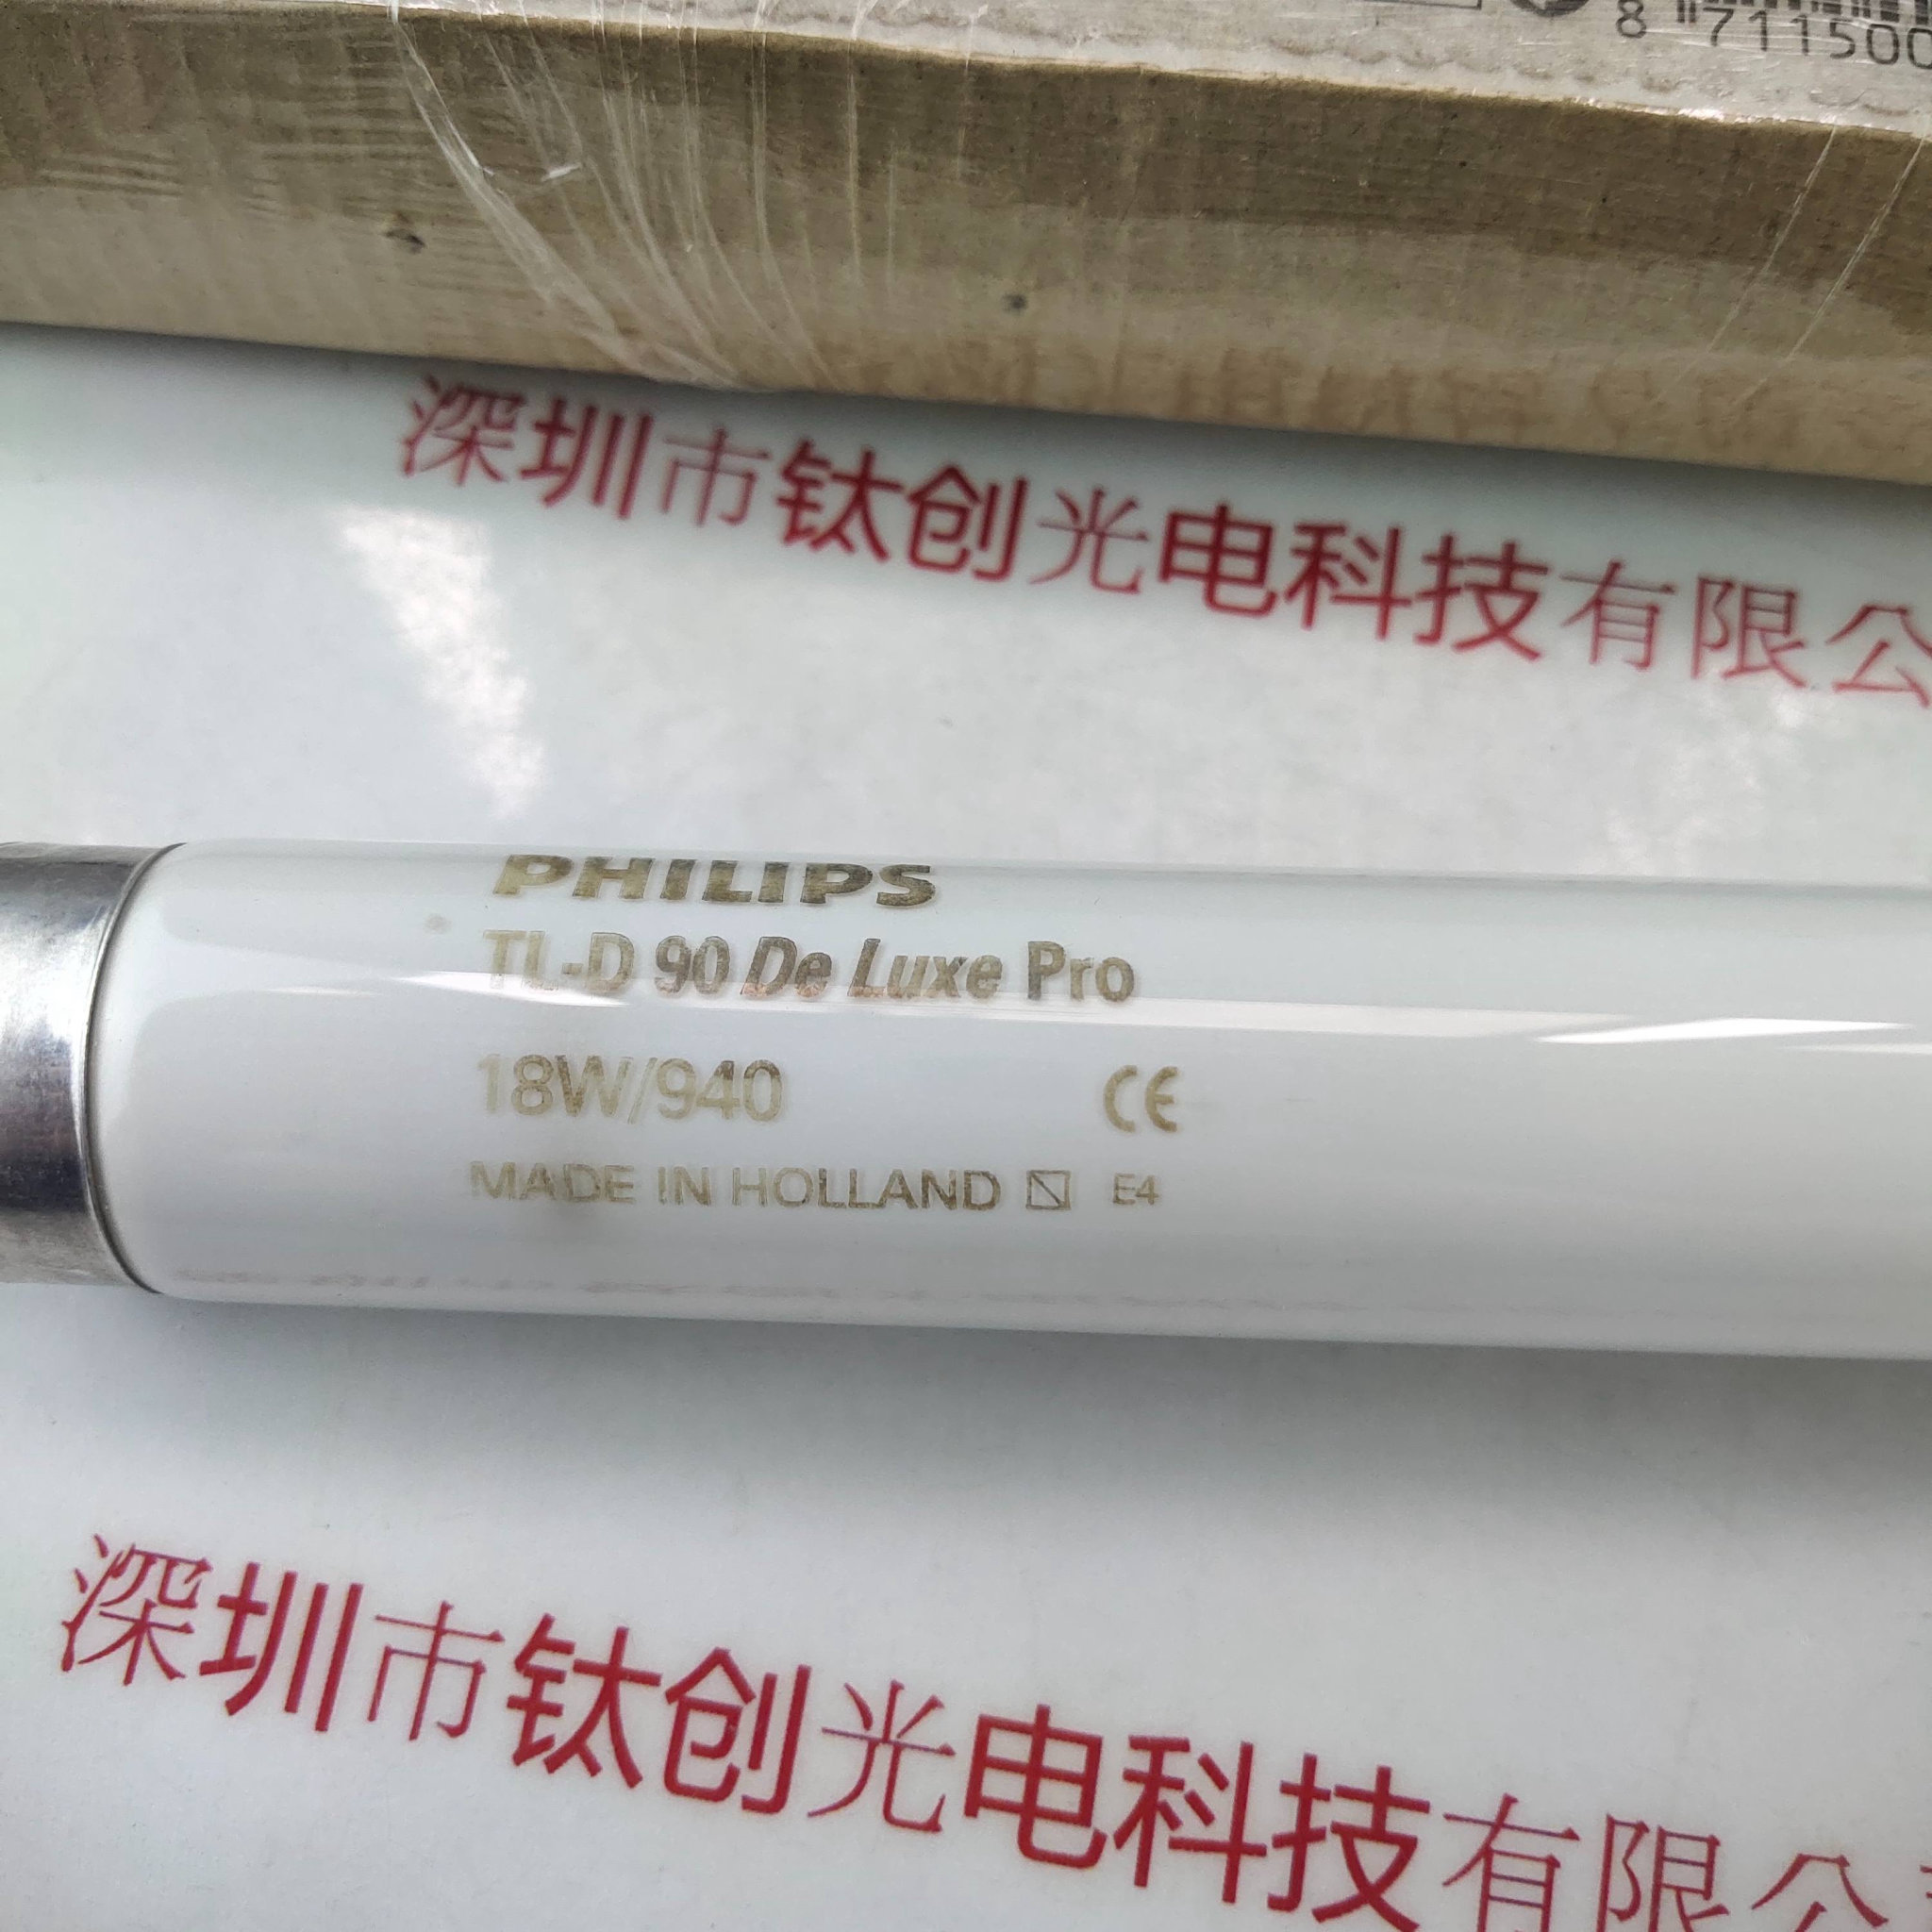 8 711500
深圳市钛创光电科技有限公
PHILIPS
TL-D 90 De Luxe Pro
18W/940 CE
MADE IN HOLLAND E4
深圳市钛创光电科技有限公